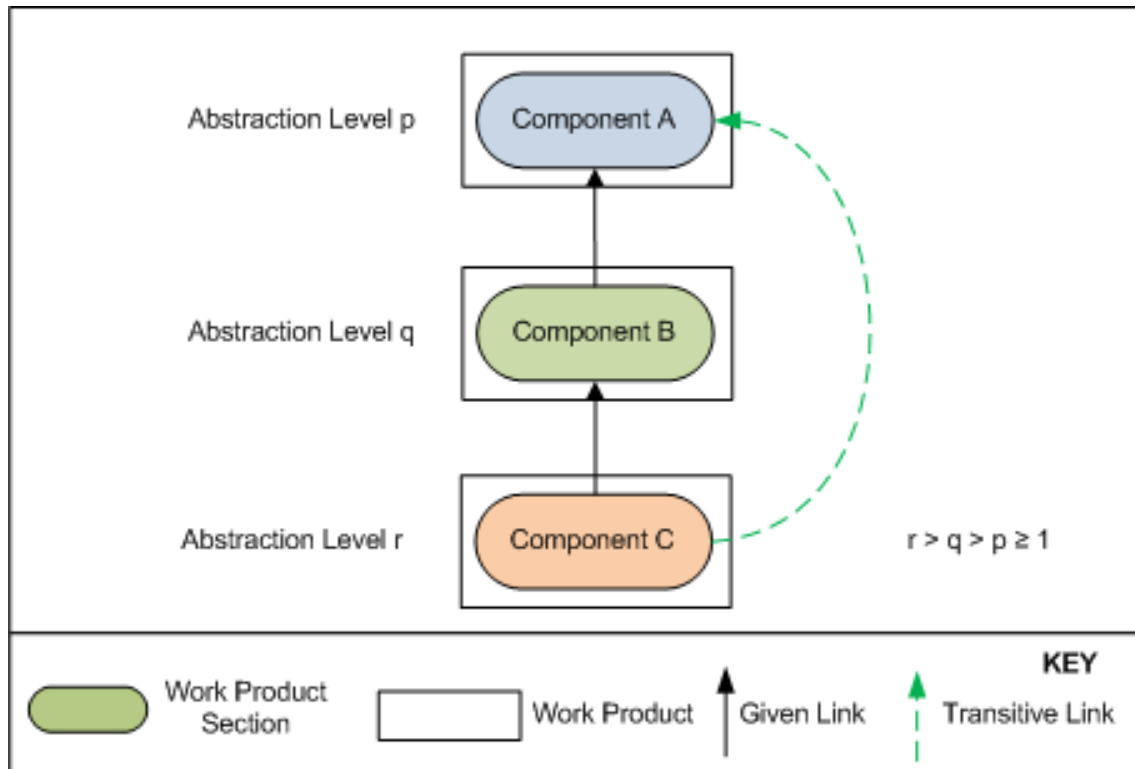 Abstraction Level p
Component A
Abstraction Level q
Component B
Abstraction Level r
Component C
r > q > p ≥ 1
KEY
Work Product
Section
Work Product
Given Link
Transitive Link